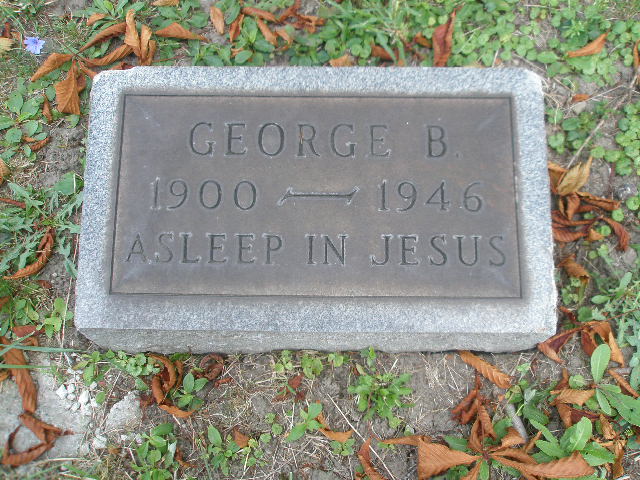 GEORGE B.
1900 — 1946
ASLEEP IN JESUS